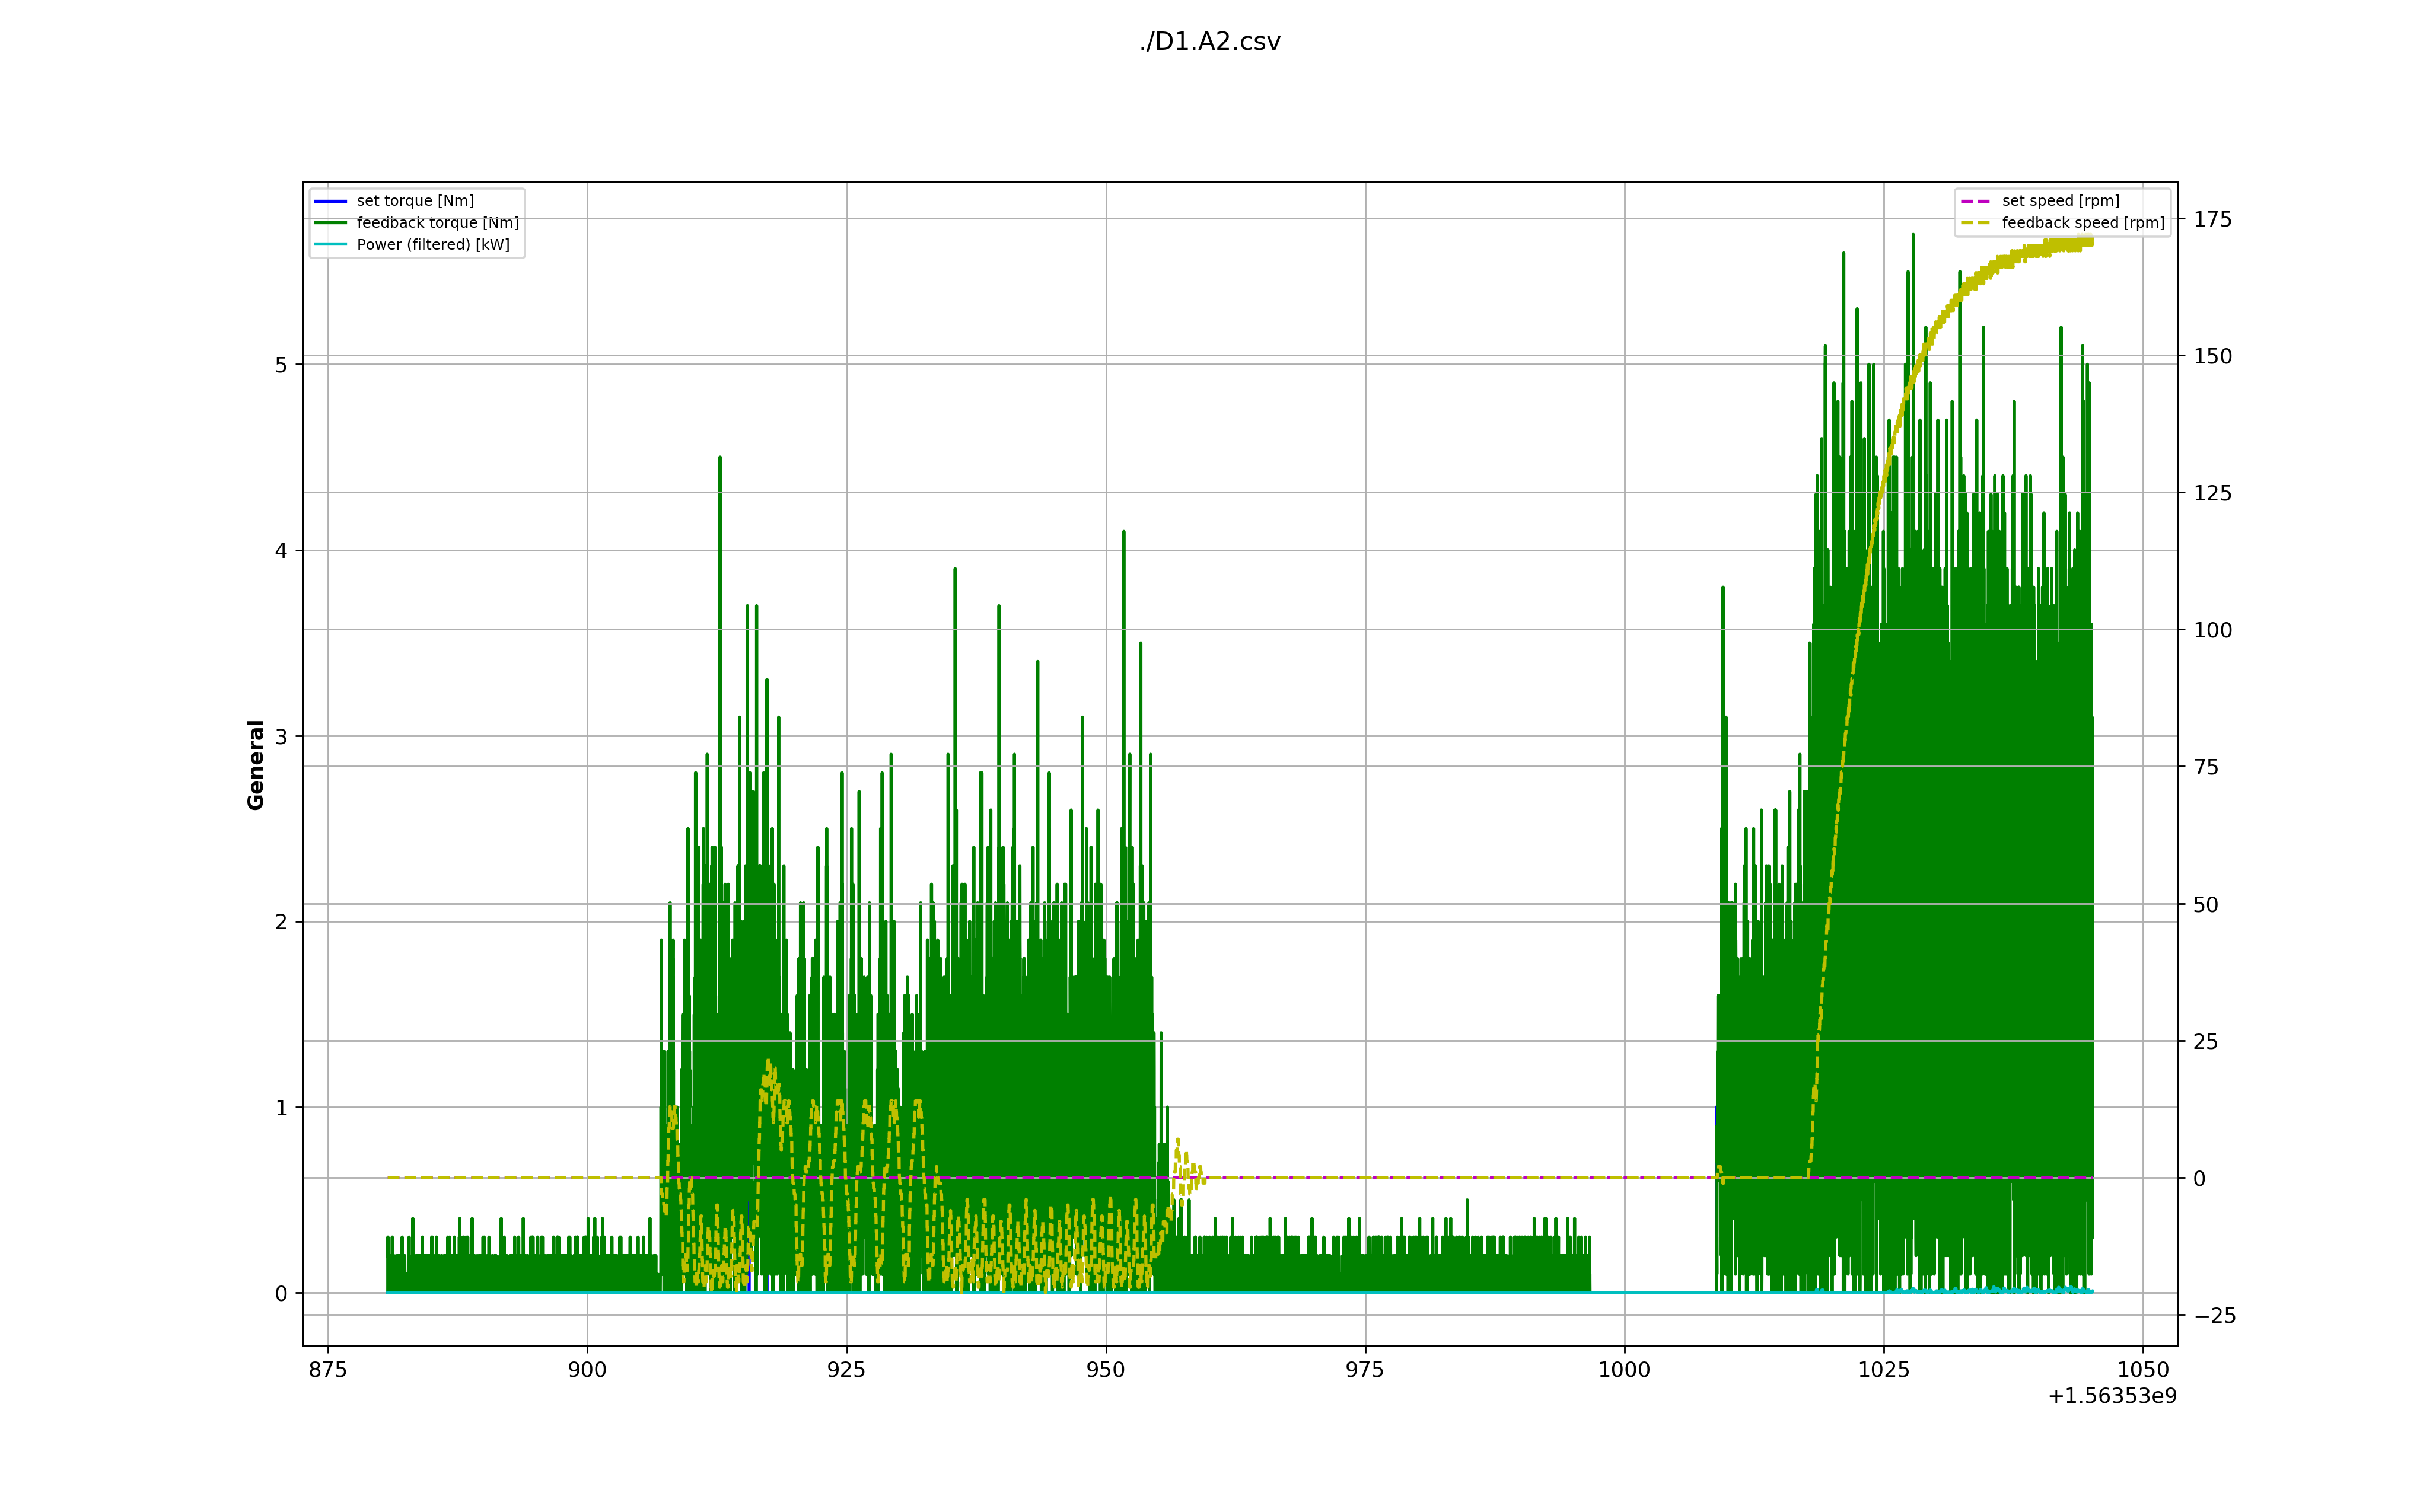 ./D1.A2.csv
set torque [Nm]
feedback torque [Nm]
Power (filtered) [kW]
set speed [rpm]
feedback speed [rpm]
General
5
4
3
2
1
0
175
150
125
100
75
50
25
0
−25
875 900 925 950 975 1000 1025 1050
+1.56353e9